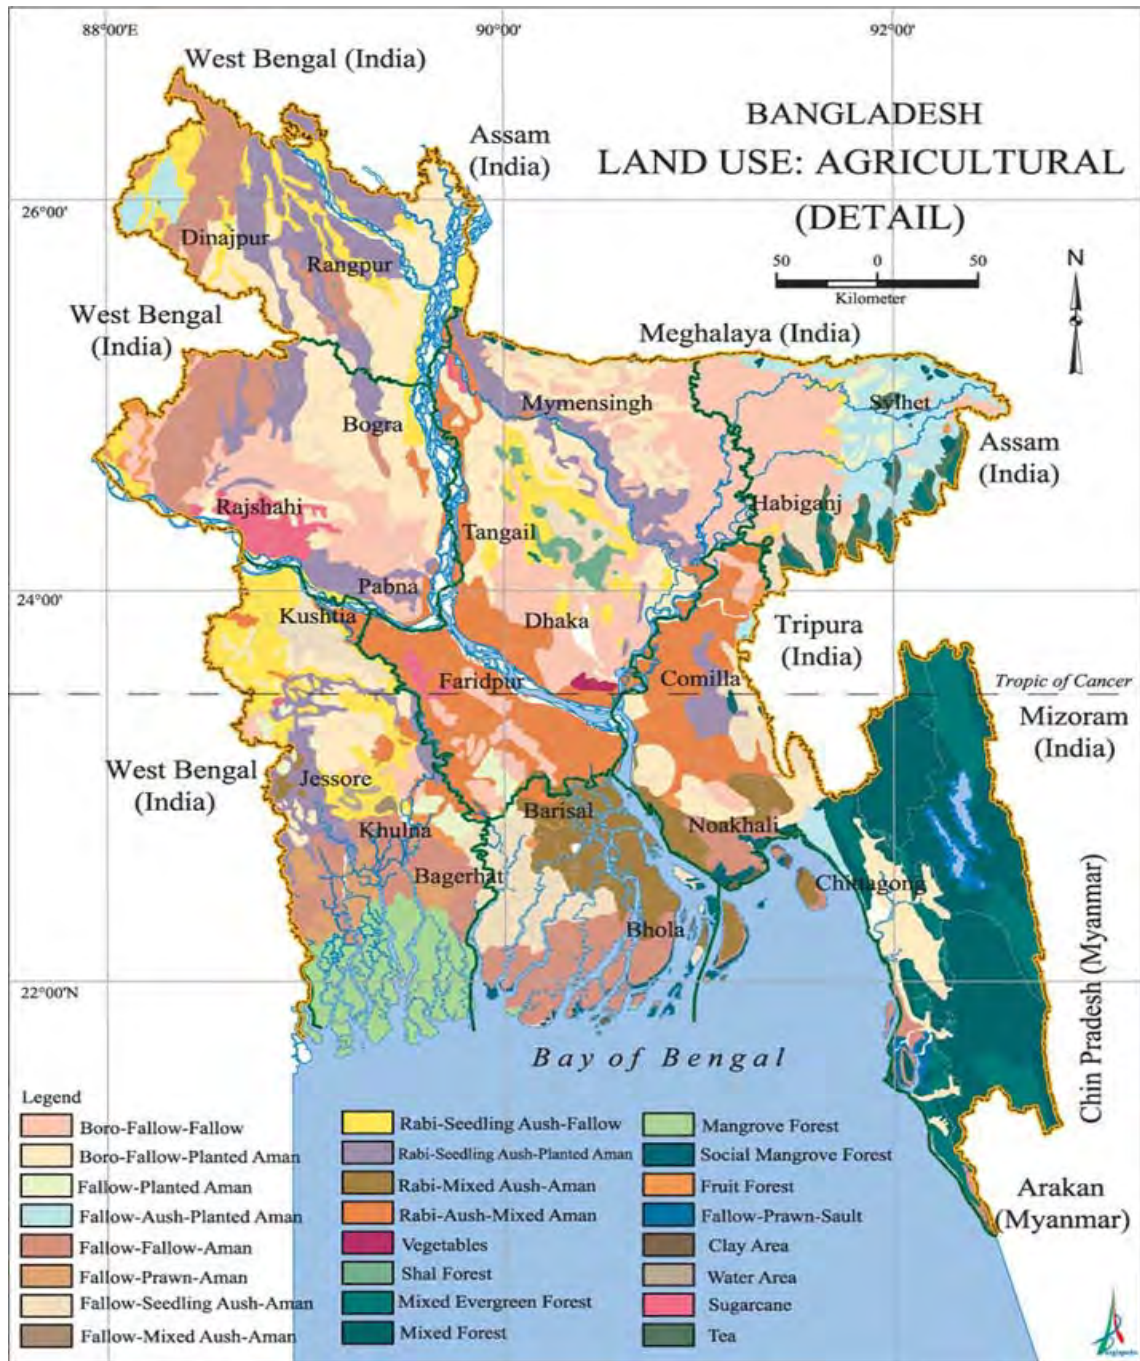 88°00'E
90°00'
92°00'
West Bengal (India)
BANGLADESH
LAND USE: AGRICULTURAL
(DETAIL)
Assam
(India)
26°00'
50
0
50
Kilometer
N
Dinajpur
Rangpur
West Bengal
(India)
Meghalaya (India)
Mymensingh
Sylhet
Bogra
Assam
(India)
Rajshahi
Habiganj
Tangail
Pabna
24°00'
Kushtia
Dhaka
Tripura
(India)
Faridpur
Comilla
Tropic of Cancer
Mizoram
(India)
West Bengal
(India)
Jessore
Barisal
Khulna
Noakhali
Bagerhat
Chittagong
Bhola
Chin Pradesh (Myanmar)
22°00'N
Bay of Bengal
Arakan
(Myanmar)
Legend
Boro-Fallow-Fallow
Boro-Fallow-Planted Aman
Fallow-Planted Aman
Fallow-Aush-Planted Aman
Fallow-Fallow-Aman
Fallow-Prawn-Aman
Fallow-Seedling Aush-Aman
Fallow-Mixed Aush-Aman
Rabi-Seedling Aush-Fallow
Rabi-Seedling Aush-Planted Aman
Rabi-Mixed Aush-Aman
Rabi-Aush-Mixed Aman
Vegetables
Shal Forest
Mixed Evergreen Forest
Mixed Forest
Mangrove Forest
Social Mangrove Forest
Fruit Forest
Fallow-Prawn-Sault
Clay Area
Water Area
Sugarcane
Tea